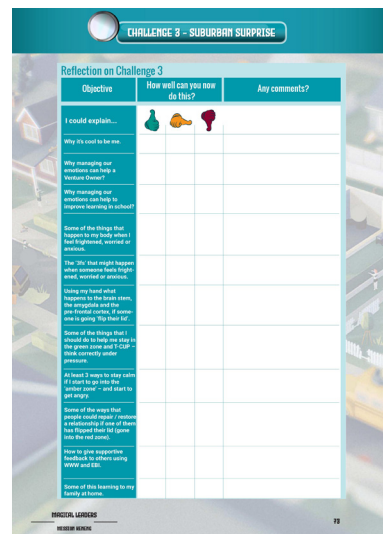 CHALLENGE 3 - SUBURBAN SURPRISE
Reflection on Challenge 3
Objective
How well can you now
do this?
Any comments?
I could explain...
Why it's cool to be me.
Why managing our
emotions can help a
Venture Owner?
Why managing our
emotions can help to
improve learning in school?
Some of the things that
happen to my body when I
feel frightened, worried or
anxious.
The '3fs' that might happen
when someone feels fright-
ened, worried or anxious.
Using my hand what
happens to the brain stem,
the amygdala and the
pre-frontal cortex, if some-
one is going 'flip their lid'.
Some of the things that I
should do to help me stay in
the green zone and T-CUP –
think correctly under
pressure.
At least 3 ways to stay calm
if I start to go into the
'amber zone' – and start to
get angry.
Some of the ways that
people could repair / restore
a relationship if one of them
has flipped their lid (gone
into the red zone).
How to give supportive
feedback to others using
WWW and EBI.
Some of this learning to my
family at home.
MAGICAL LEADERS
MISSION KENEKE